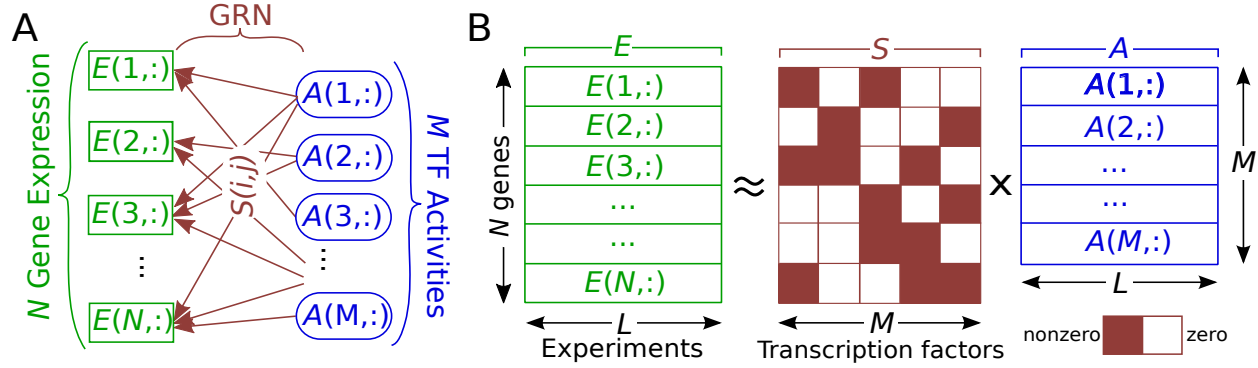 A
GRN
N Gene Expression
E(1,:)
E(2,:)
E(3,:)
...
E(N,:)
S(i,j)
A(1,:)
A(2,:)
A(3,:)
...
A(M,:)
M TF Activities
B
E
N genes
E(1,:)
E(2,:)
E(3,:)
...
...
E(N,:)
L
Experiments
≈
S
M
Transcription factors
x
A
A(1,:)
A(2,:)
...
...
A(M,:)
M
L
nonzero
zero